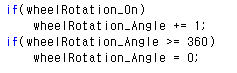 if(wheelRotation_On)
    wheelRotation_Angle += 1;
if(wheelRotation_Angle >= 360)
    wheelRotation_Angle = 0;